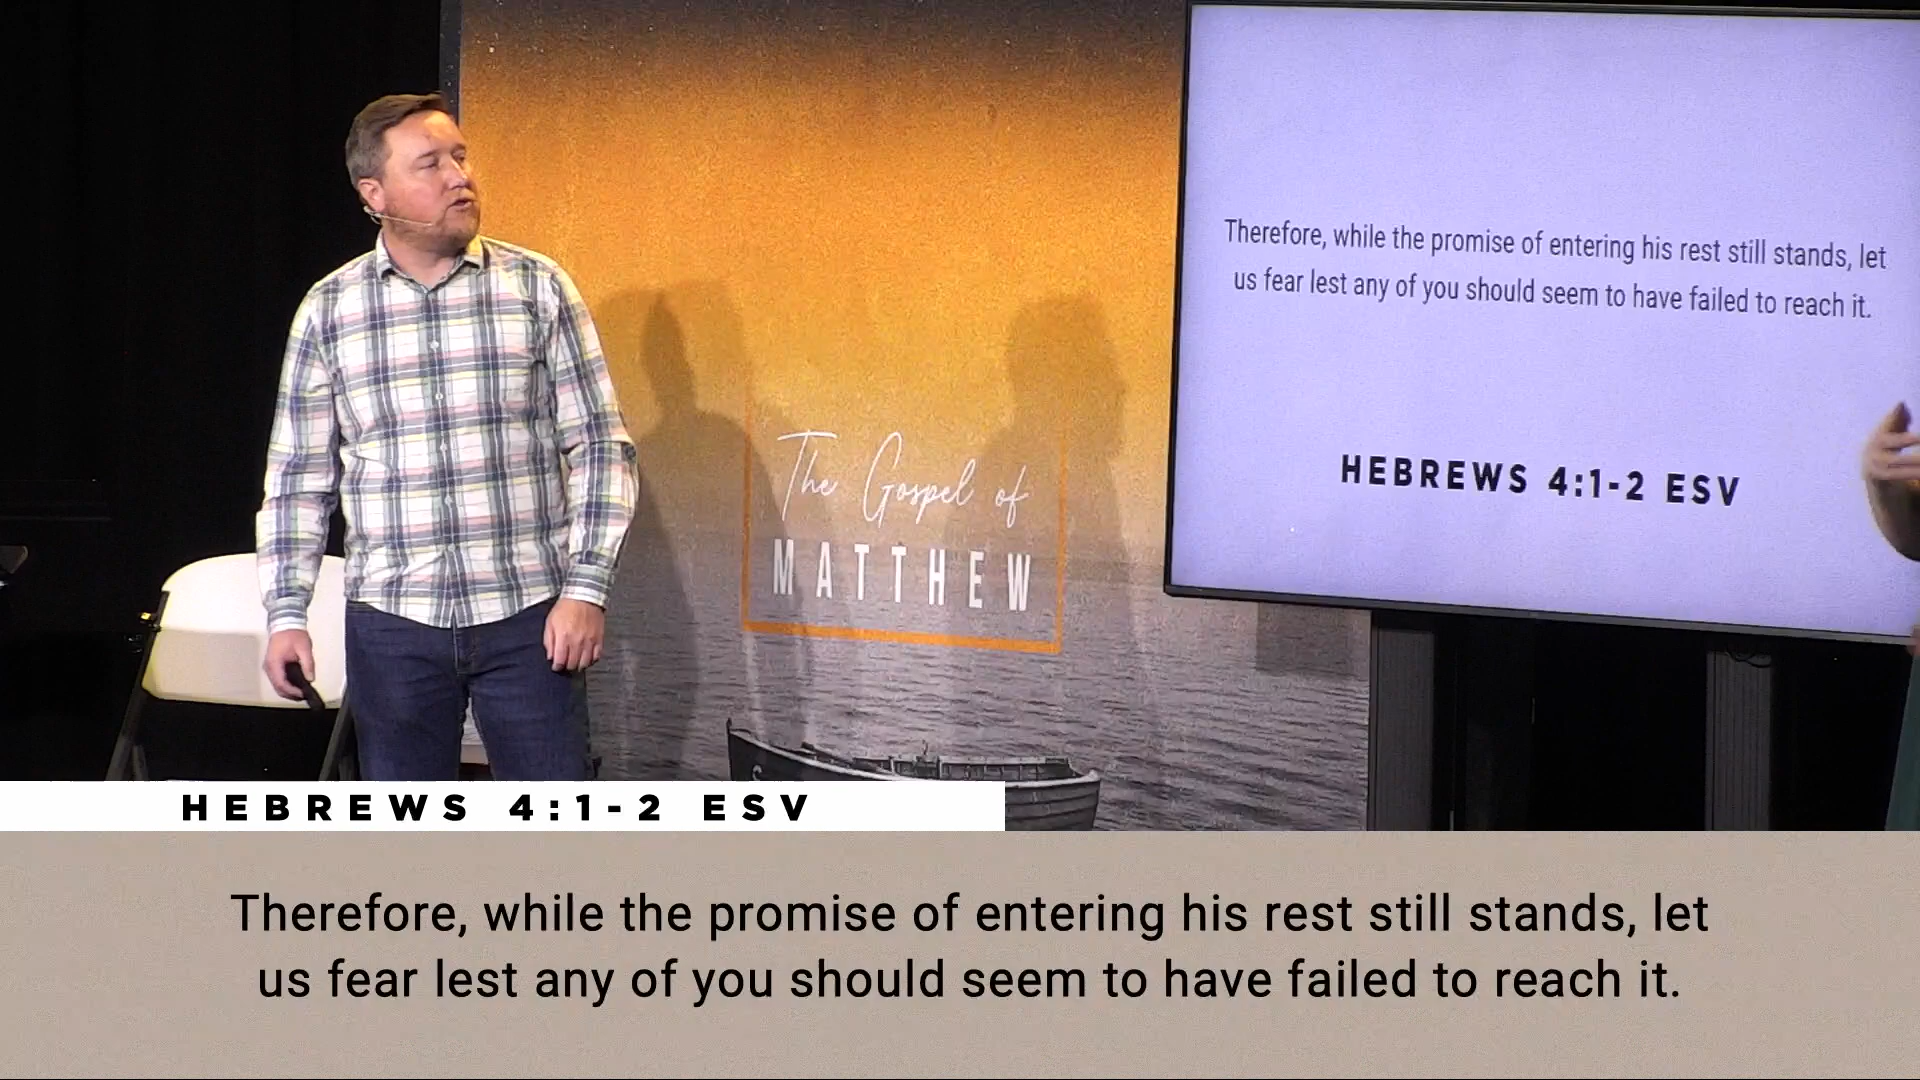 Therefore, while the promise of entering his rest still stands, let
us fear lest any of you should seem to have failed to reach it.
HEBREWS 4:1-2 ESV
The Gospel of
MATTHEW
HEBREWS 4:1-2 ESV
Therefore, while the promise of entering his rest still stands, let
us fear lest any of you should seem to have failed to reach it.